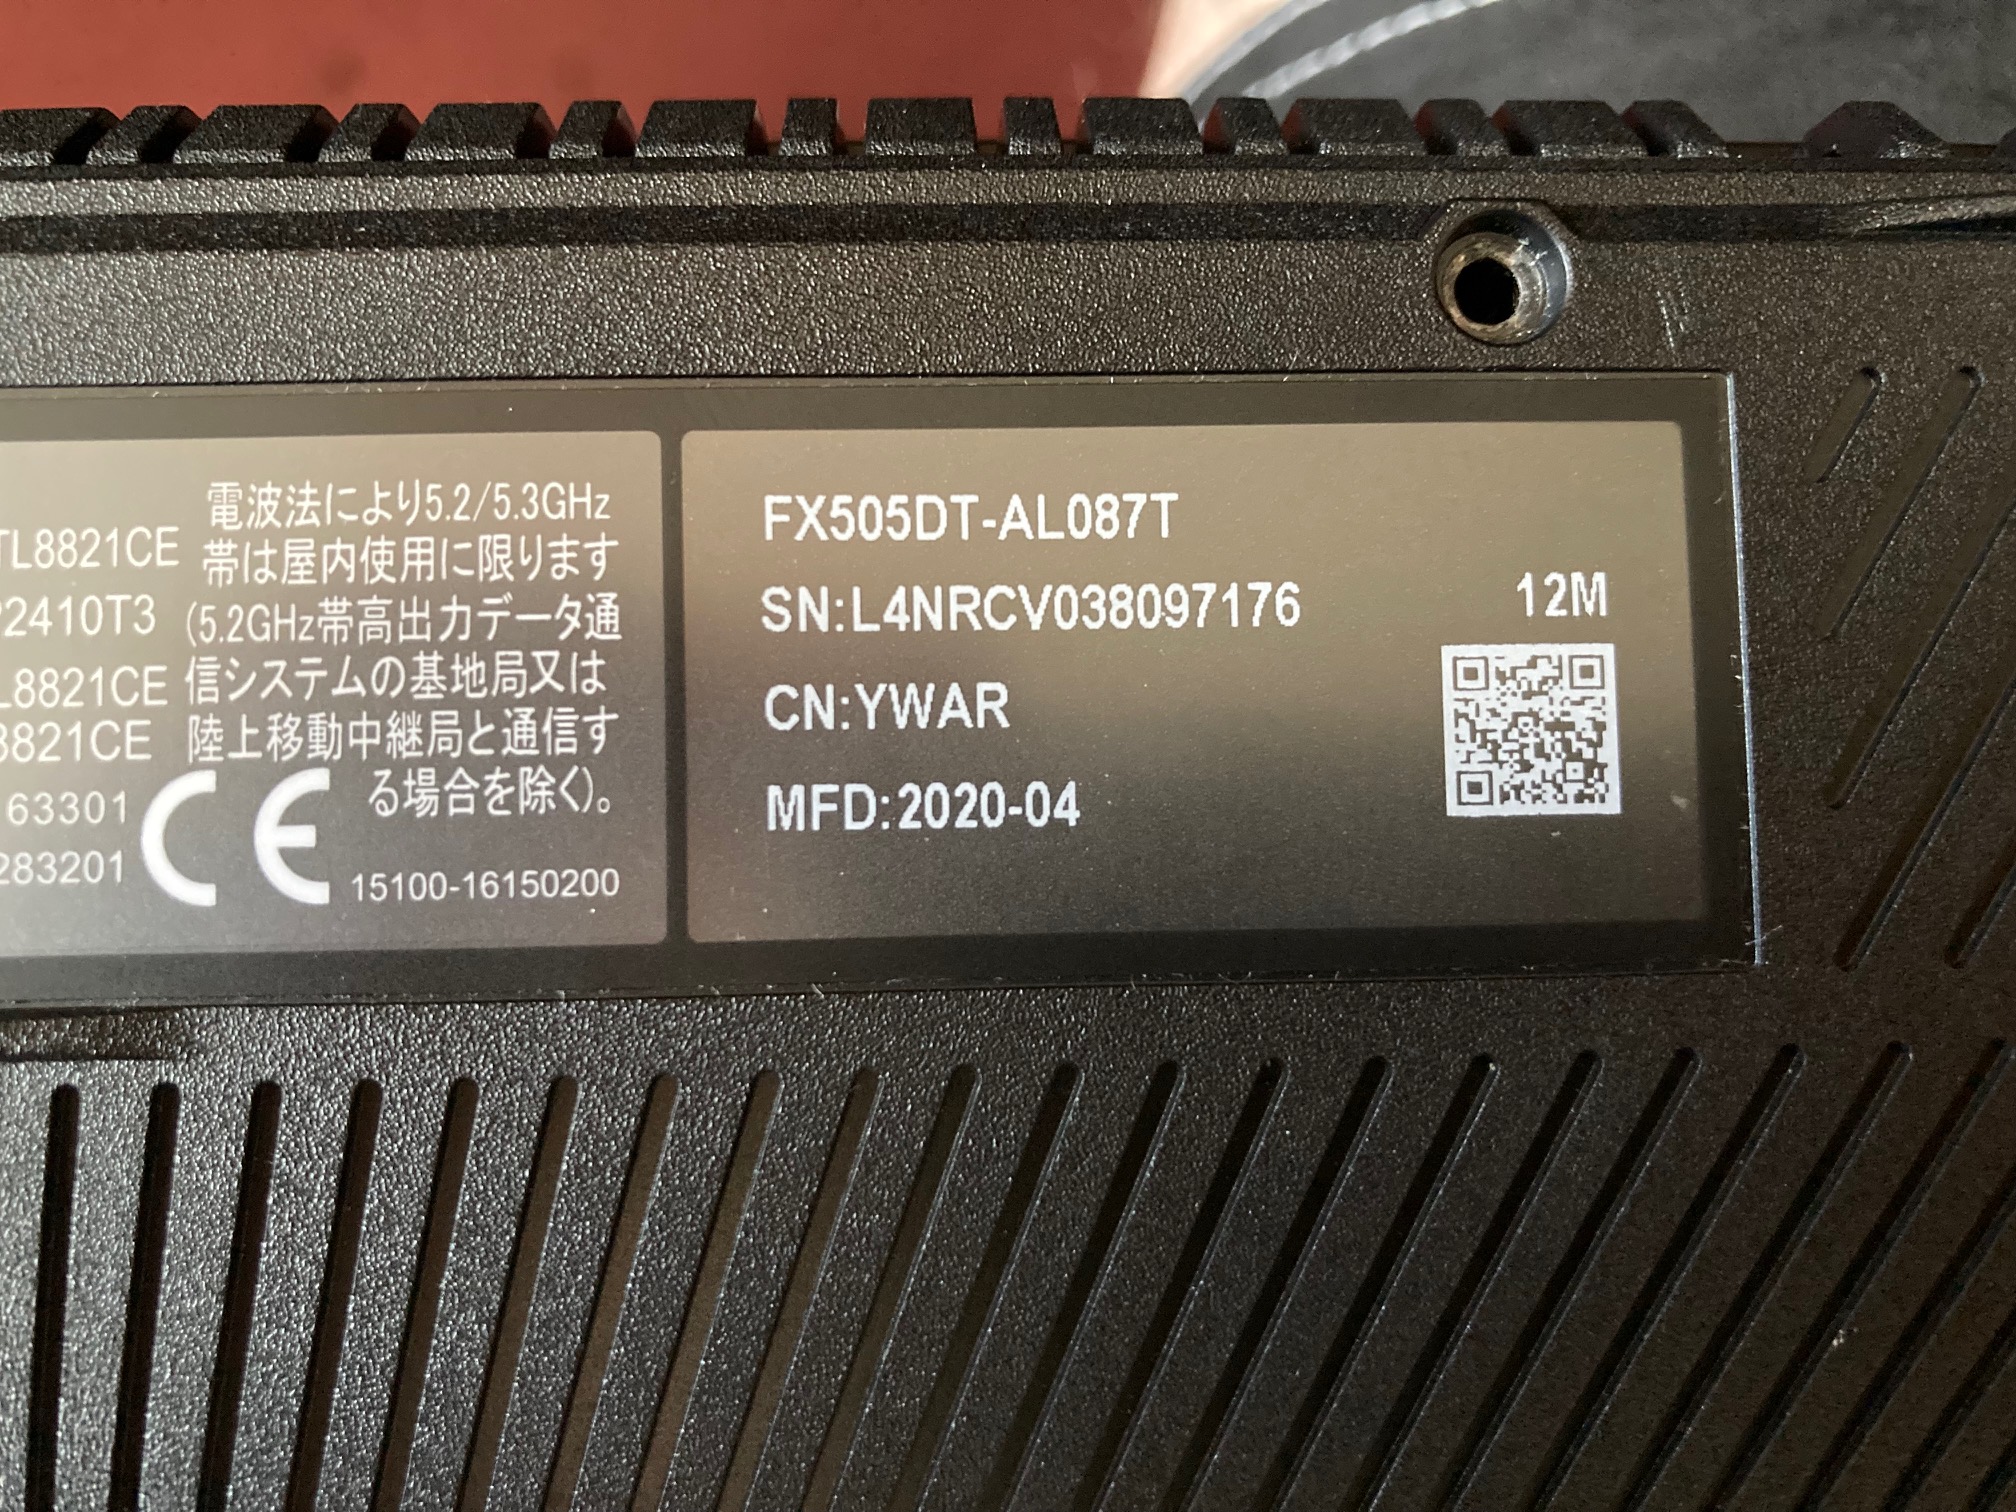 TL8821CE
2410T3
L8821CE
8821CE
63301
283201
CE
電波法により5.2/5.3GHz
帯は屋内使用に限ります
(5.2GHz帯高出力データ通
信システムの基地局又は
陸上移動中継局と通信す
る場合を除く)。
15100-16150200
FX505DT-AL087T
SN:L4NRCV038097176
CN:YWAR
MFD:2020-04
12M